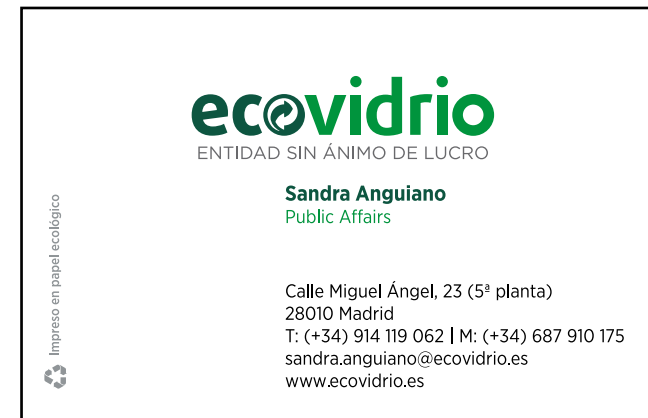 ecovidrio
ENTIDAD SIN ÁNIMO DE LUCRO
Sandra Anguiano
Public Affairs
Calle Miguel Ángel, 23 (5ª planta)
28010 Madrid
T: (+34) 914 119 062 | M: (+34) 687 910 175
sandra.anguiano@ecovidrio.es
www.ecovidrio.es
Impreso en papel ecológico